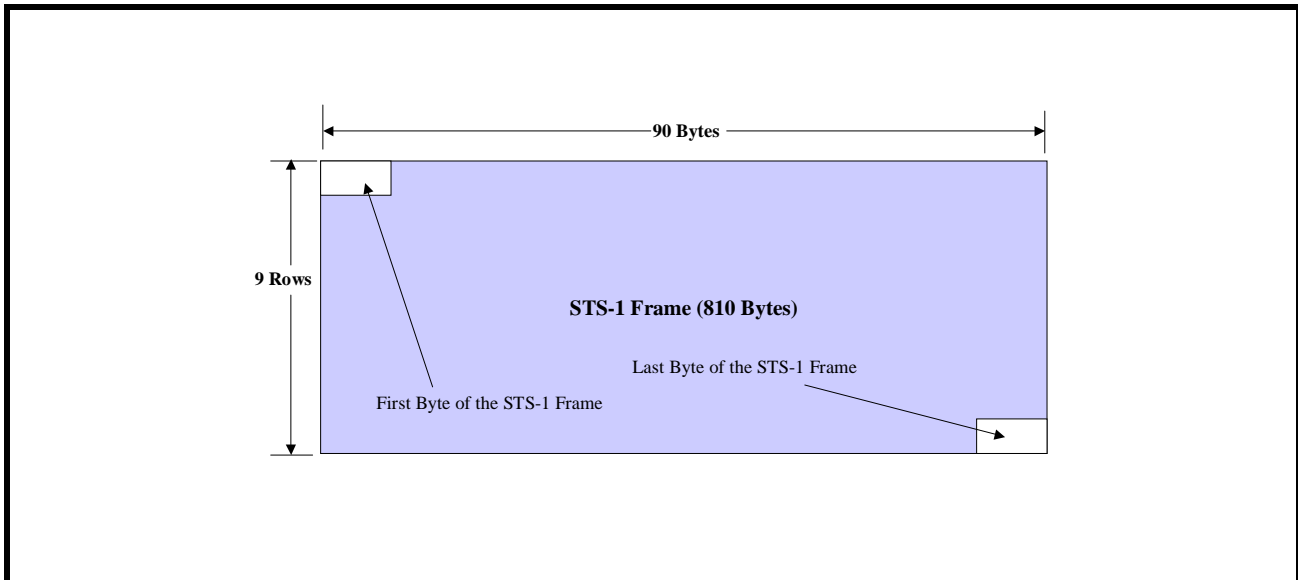 90 Bytes
9 Rows
STS-1 Frame (810 Bytes)
Last Byte of the STS-1 Frame
First Byte of the STS-1 Frame